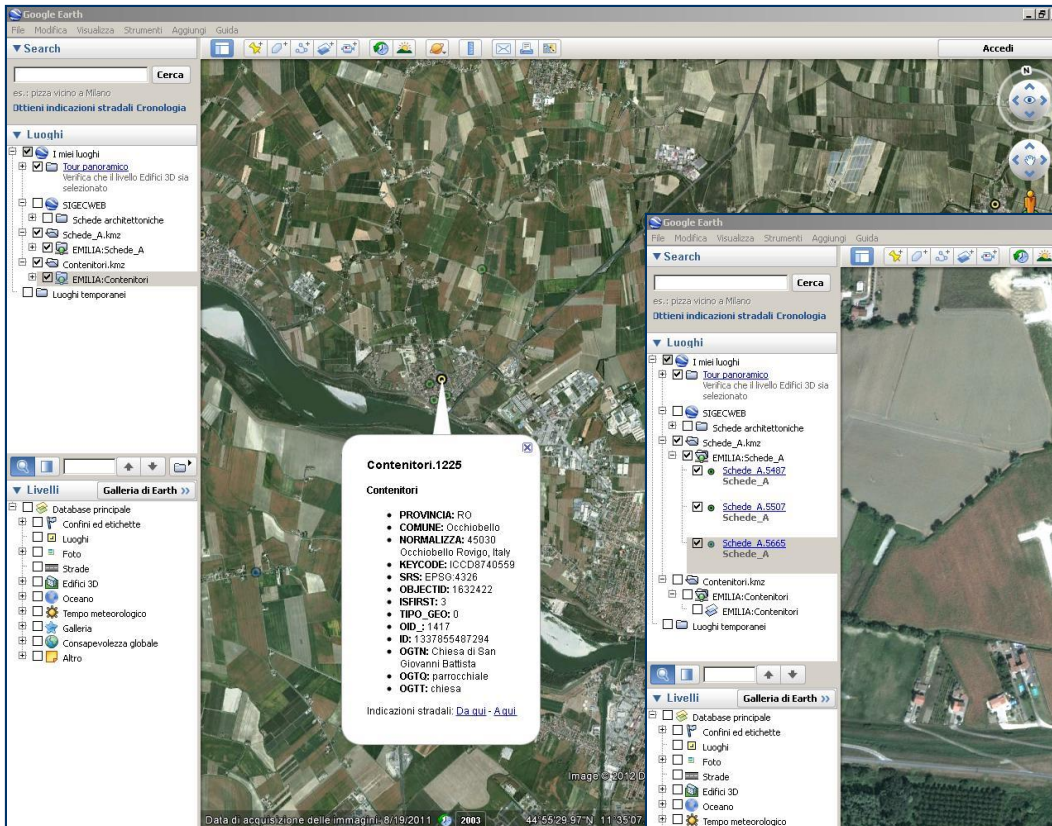 Google Earth
File Modifica Visualizza Strumenti Aggiungi Guida
Search
Accedi
Cerca
es.: pizza vicino a Milano
Ottieni indicazioni stradali Cronologia
N
Luoghi
I miei luoghi
Tour panoramico
Verifica che il livello Edifici 3D sia
selezionato
SIGECWEB
Schede architettoniche
Schede_A.kmz
EMILIA:Schede_A
Contenitori.kmz
EMILIA:Contenitori
Luoghi temporanei
Livelli
Galleria di Earth >>
Database principale
Confini ed etichette
Luoghi
Foto
Strade
Edifici 3D
Oceano
Tempo meteorologico
Galleria
Consapevolezza globale
Altro
Contenitori.1225
Contenitori
• PROVINCIA: RO
• COMUNE: Occhiobello
• NORMALIZZA: 45030
Occhiobello Rovigo, Italy
• KEYCODE: ICCD8740559
• SRS: EPSG:4326
• OBJECTID: 1632422
• ISFIRST: 3
• TIPO_GEO: 0
• OID_: 1417
• ID: 1337855487294
• OGTN: Chiesa di San
Giovanni Battista
• OGTQ: parrocchiale
• OGTT: chiesa
Indicazioni stradali: Da qui - A qui
Image © 2012 D
Data di acquisizione delle immagini: 8/19/2011 2003 44°55'29.97"N 11°35'07
Google Earth
File Modifica Visualizza Strumenti Aggiungi Guida
Search
Cerca
es.: pizza vicino a Milano
Ottieni indicazioni stradali Cronologia
Luoghi
I miei luoghi
Tour panoramico
Verifica che il livello Edifici 3D sia
selezionato
SIGECWEB
Schede architettoniche
Schede_A.kmz
EMILIA:Schede_A
Schede_A.5487
Schede_A
Schede_A.5507
Schede_A
Schede_A.5665
Schede_A
Contenitori.kmz
EMILIA:Contenitori
EMILIA:Contenitori
Luoghi temporanei
Livelli
Galleria di Earth >>
Database principale
Confini ed etichette
Luoghi
Foto
Strade
Edifici 3D
Oceano
Tempo meteorologico